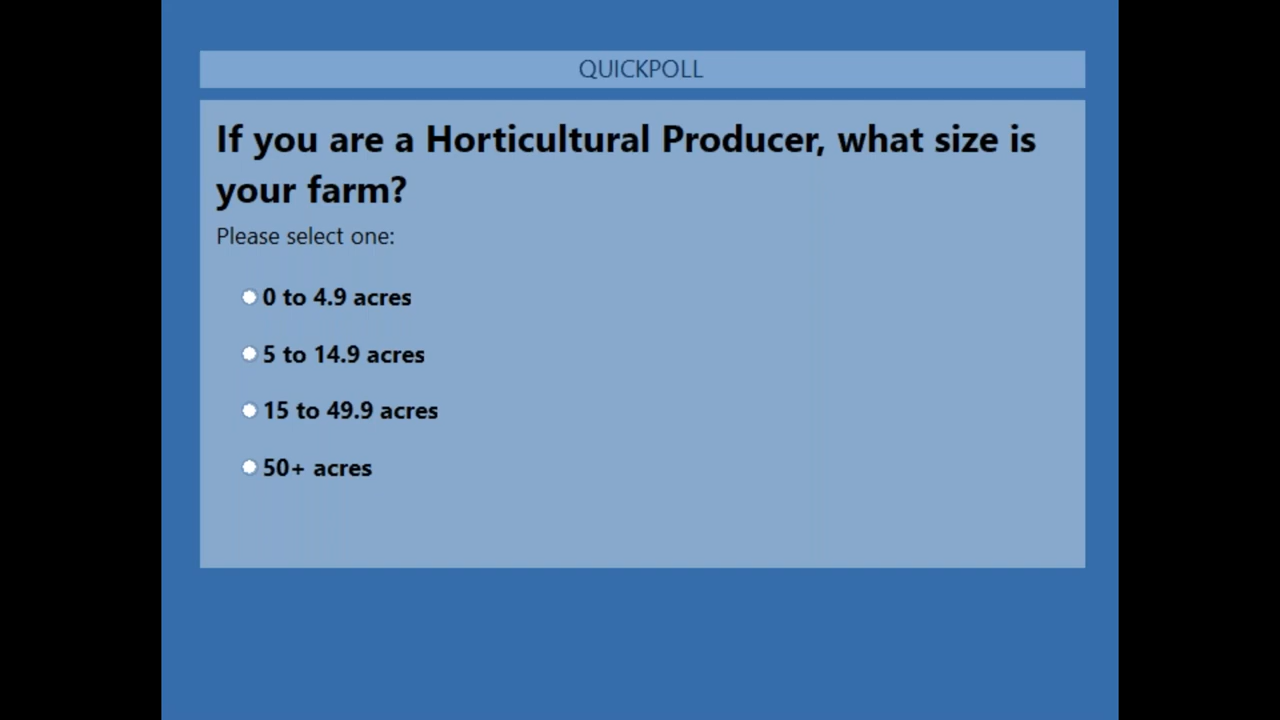 QUICKPOLL
If you are a Horticultural Producer, what size is
your farm?
Please select one:
0 to 4.9 acres
5 to 14.9 acres
15 to 49.9 acres
50+ acres